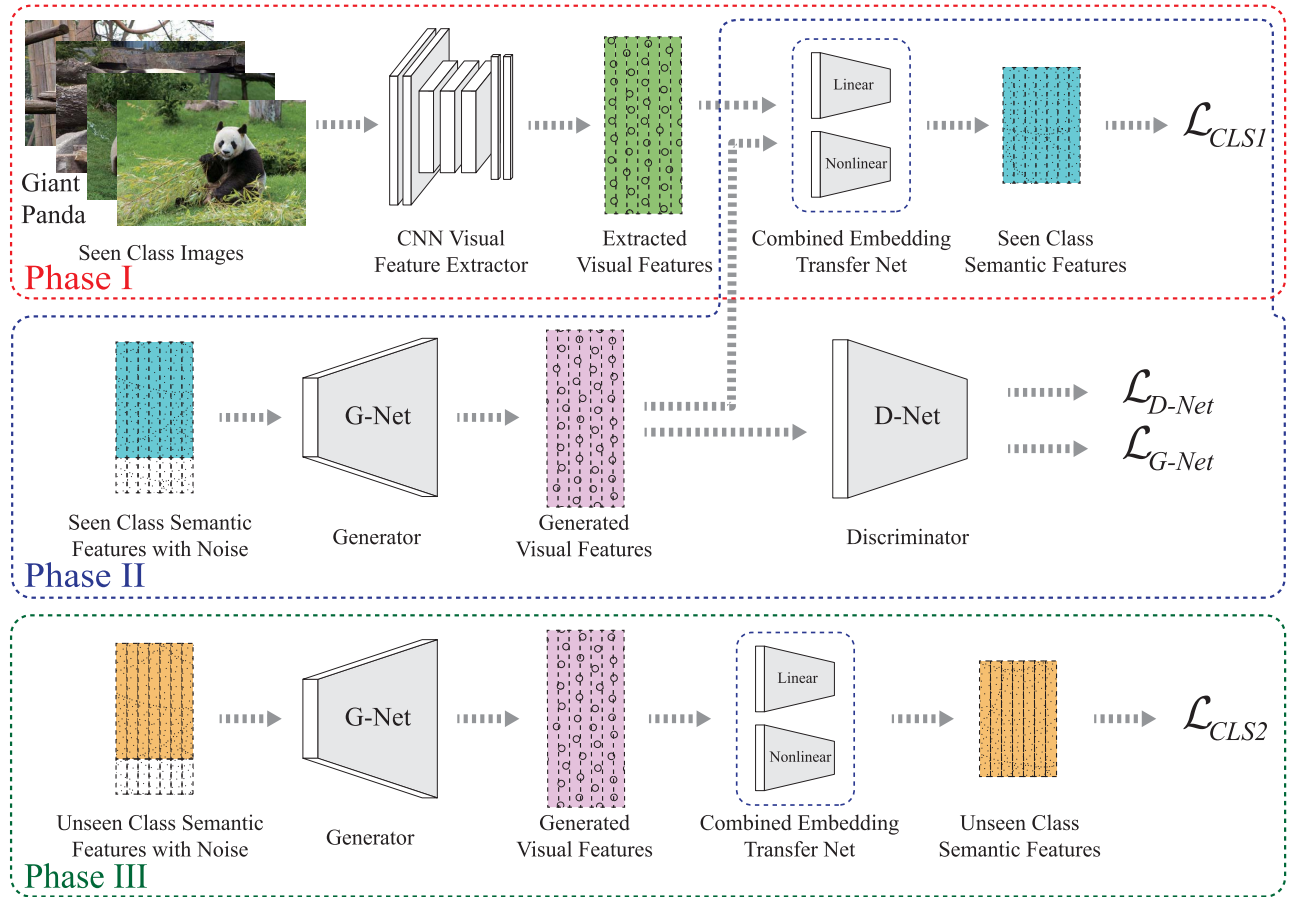 Giant
Panda
Seen Class Images
CNN Visual
Feature Extractor
Extracted
Visual Features
Linear
Nonlinear
Combined Embedding
Transfer Net
Seen Class
Semantic Features
ℒCLS1
Phase I
Seen Class Semantic
Features with Noise
G-Net
Generator
Generated
Visual Features
D-Net
Discriminator
ℒD-Net
ℒG-Net
Phase II
Unseen Class Semantic
Features with Noise
G-Net
Generator
Generated
Visual Features
Linear
Nonlinear
Combined Embedding
Transfer Net
Unseen Class
Semantic Features
ℒCLS2
Phase III